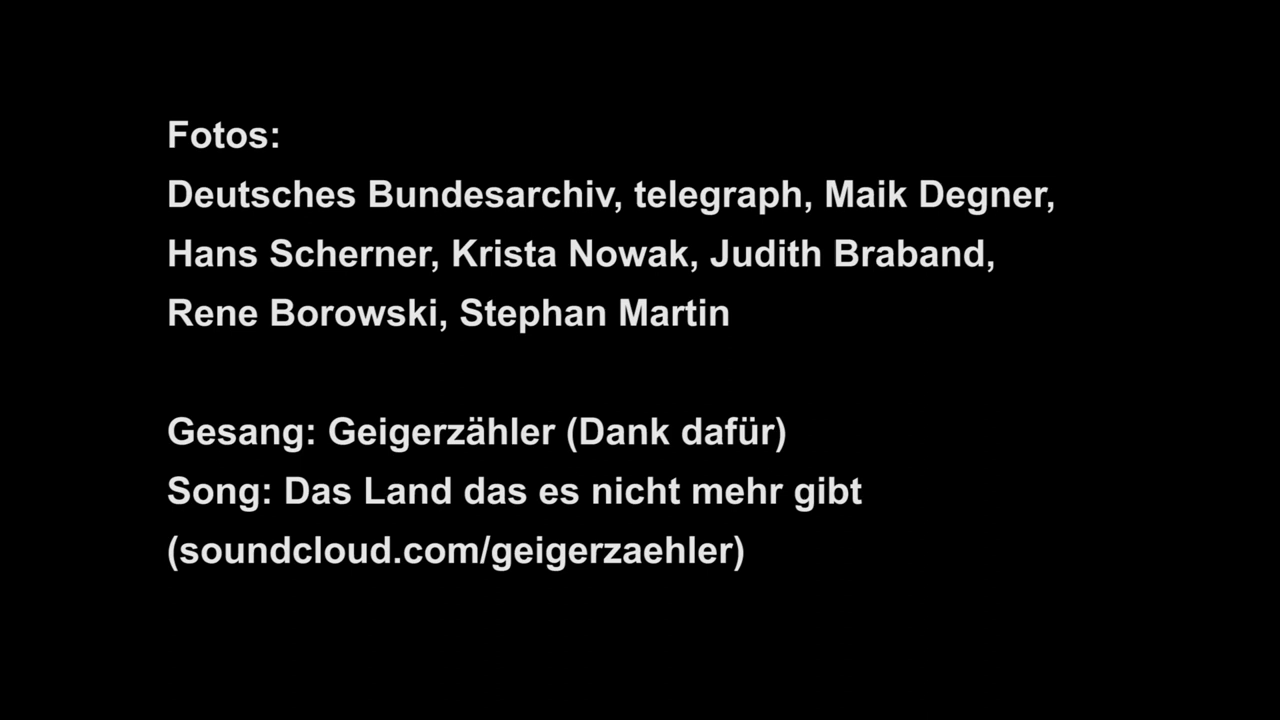 Fotos:
Deutsches Bundesarchiv, telegraph, Maik Degner,
Hans Scherner, Krista Nowak, Judith Braband,
Rene Borowski, Stephan Martin
Gesang: Geigerzähler (Dank dafür)
Song: Das Land das es nicht mehr gibt
(soundcloud.com/geigerzaehler)